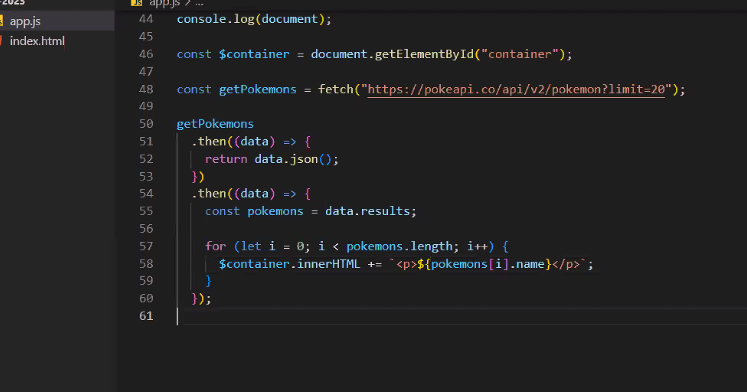 2023
app.js
app.js
index.html
JS app.js > ...
44 console.log(document);
45
46 const $container = document.getElementById("container");
47
48 const getPokemons = fetch("https://pokeapi.co/api/v2/pokemon?limit=20");
49
50 getPokemons
51 .then((data) => {
52 return data.json();
53 })
54 .then((data) => {
55 const pokemons = data.results;
56
57 for (let i = 0; i < pokemons.length; i++) {
58 $container.innerHTML += `<p>${pokemons[i].name}</p>`;
59 }
60 });
61